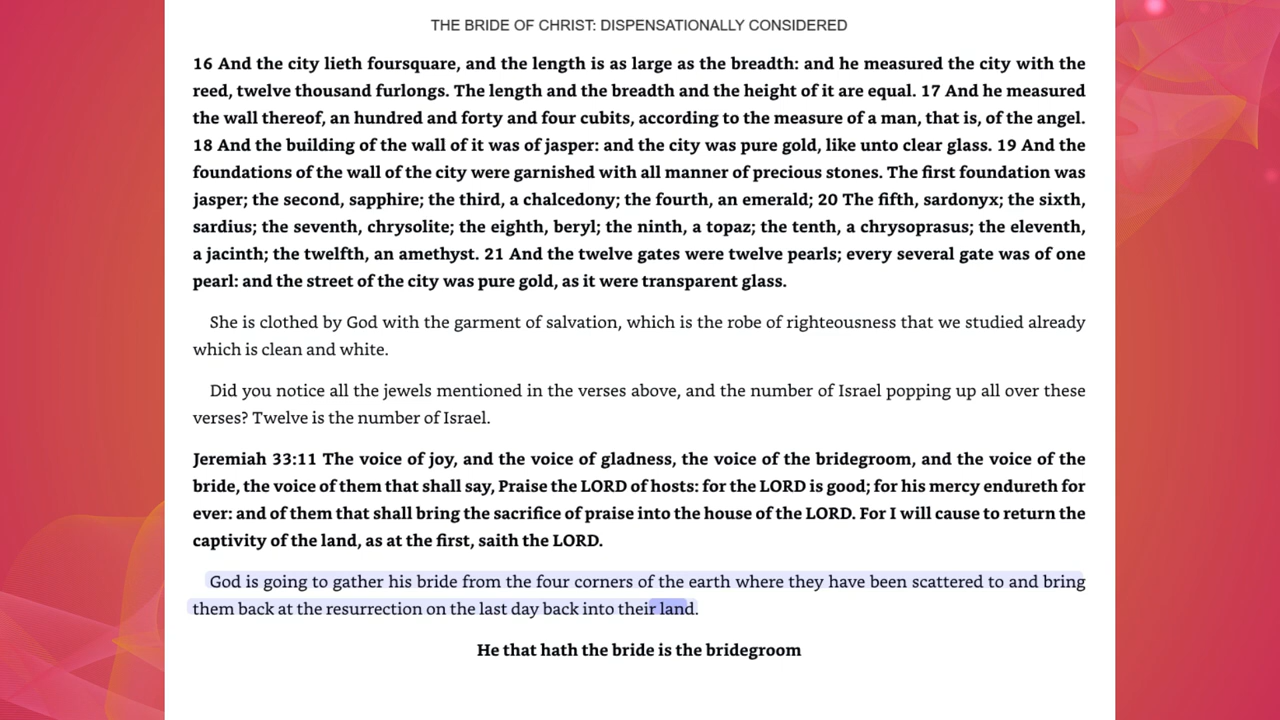 THE BRIDE OF CHRIST: DISPENSATIONALLY CONSIDERED
16 And the city lieth foursquare, and the length is as large as the breadth: and he measured the city with the
reed, twelve thousand furlongs. The length and the breadth and the height of it are equal. 17 And he measured
the wall thereof, an hundred and forty and four cubits, according to the measure of a man, that is, of the angel.
18 And the building of the wall of it was of jasper: and the city was pure gold, like unto clear glass. 19 And the
foundations of the wall of the city were garnished with all manner of precious stones. The first foundation was
jasper; the second, sapphire; the third, a chalcedony; the fourth, an emerald; 20 The fifth, sardonyx; the sixth,
sardius; the seventh, chrysolite; the eighth, beryl; the ninth, a topaz; the tenth, a chrysoprasus; the eleventh,
a jacinth; the twelfth, an amethyst. 21 And the twelve gates were twelve pearls; every several gate was of one
pearl: and the street of the city was pure gold, as it were transparent glass.
She is clothed by God with the garment of salvation, which is the robe of righteousness that we studied already
which is clean and white.
Did you notice all the jewels mentioned in the verses above, and the number of Israel popping up all over these
verses? Twelve is the number of Israel.
Jeremiah 33:11 The voice of joy, and the voice of gladness, the voice of the bridegroom, and the voice of the
bride, the voice of them that shall say, Praise the LORD of hosts: for the LORD is good; for his mercy endureth for
ever: and of them that shall bring the sacrifice of praise into the house of the LORD. For I will cause to return the
captivity of the land, as at the first, saith the LORD.
God is going to gather his bride from the four corners of the earth where they have been scattered to and bring
them back at the resurrection on the last day back into their land.
He that hath the bride is the bridegroom